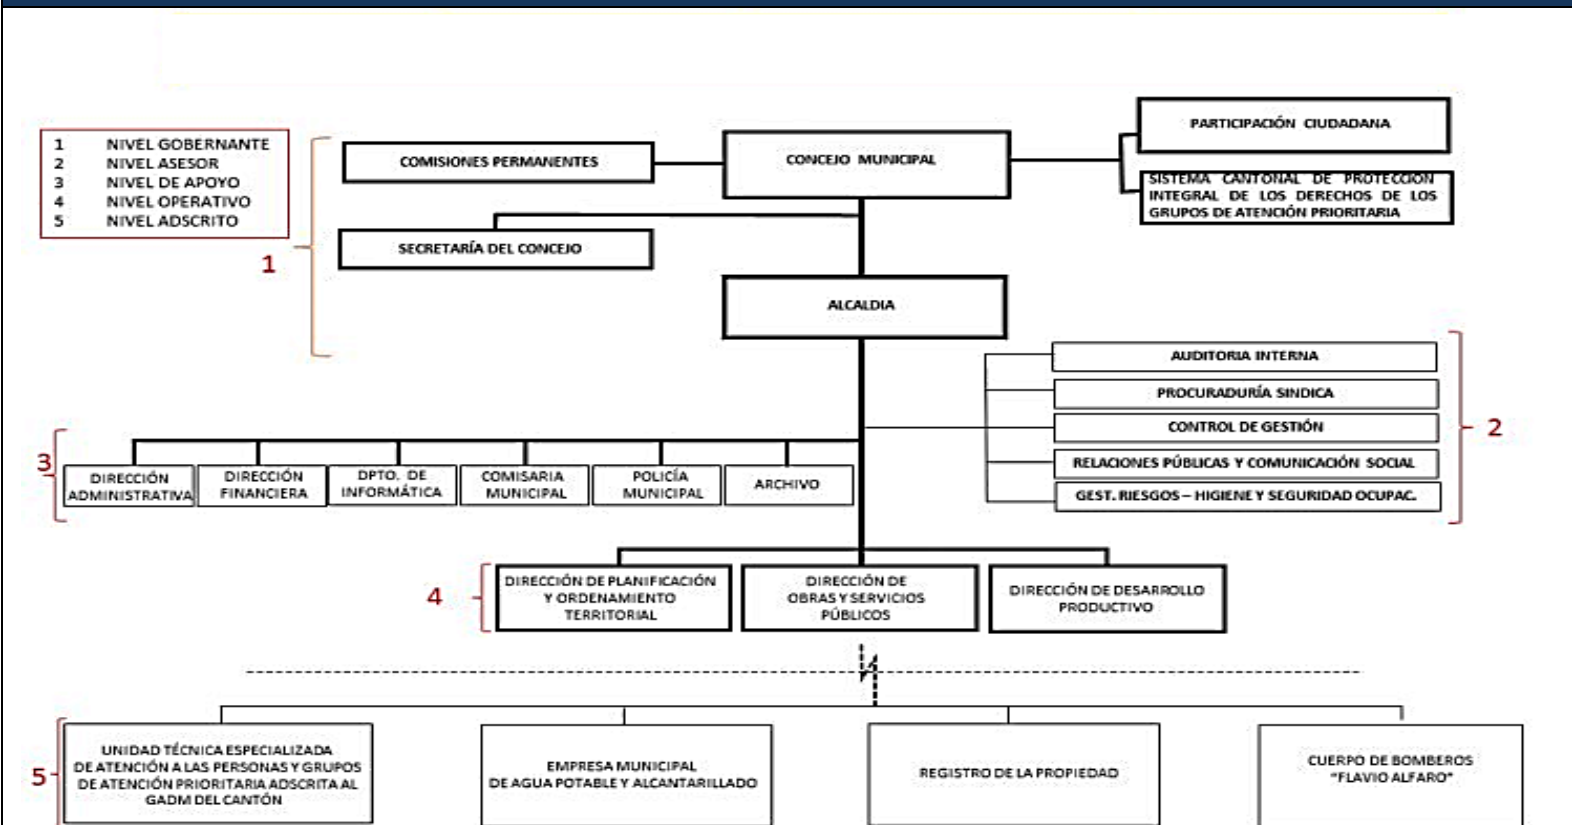 PARTICIPACIÓN CIUDADANA
1 NIVEL GOBERNANTE
2 NIVEL ASESOR
3 NIVEL DE APOYO
4 NIVEL OPERATIVO
5 NIVEL ADSCRITO
COMISIONES PERMANENTES
CONCEJO MUNICIPAL
SISTEMA CANTONAL DE PROTECCIÓN
INTEGRAL DE LOS DERECHOS DE LOS
GRUPOS DE ATENCIÓN PRIORITARIA
SECRETARÍA DEL CONCEJO
1
ALCALDIA
AUDITORIA INTERNA
PROCURADURÍA SINDICA
CONTROL DE GESTIÓN
RELACIONES PÚBLICAS Y COMUNICACIÓN SOCIAL
GEST. RIESGOS – HIGIENE Y SEGURIDAD OCUPAC.
2
3
DIRECCIÓN
ADMINISTRATIVA
DIRECCIÓN
FINANCIERA
DPTO. DE
INFORMÁTICA
COMISARIA
MUNICIPAL
POLICÍA
MUNICIPAL
ARCHIVO
4
DIRECCIÓN DE PLANIFICACIÓN
Y ORDENAMIENTO
TERRITORIAL
DIRECCIÓN DE
OBRAS Y SERVICIOS
PÚBLICOS
DIRECCIÓN DE DESARROLLO
PRODUCTIVO
5
UNIDAD TÉCNICA ESPECIALIZADA
DE ATENCIÓN A LAS PERSONAS Y GRUPOS
DE ATENCIÓN PRIORITARIA ADSCRITA AL
GADM DEL CANTÓN
EMPRESA MUNICIPAL
DE AGUA POTABLE Y ALCANTARILLADO
REGISTRO DE LA PROPIEDAD
CUERPO DE BOMBEROS
"FLAVIO ALFARO"